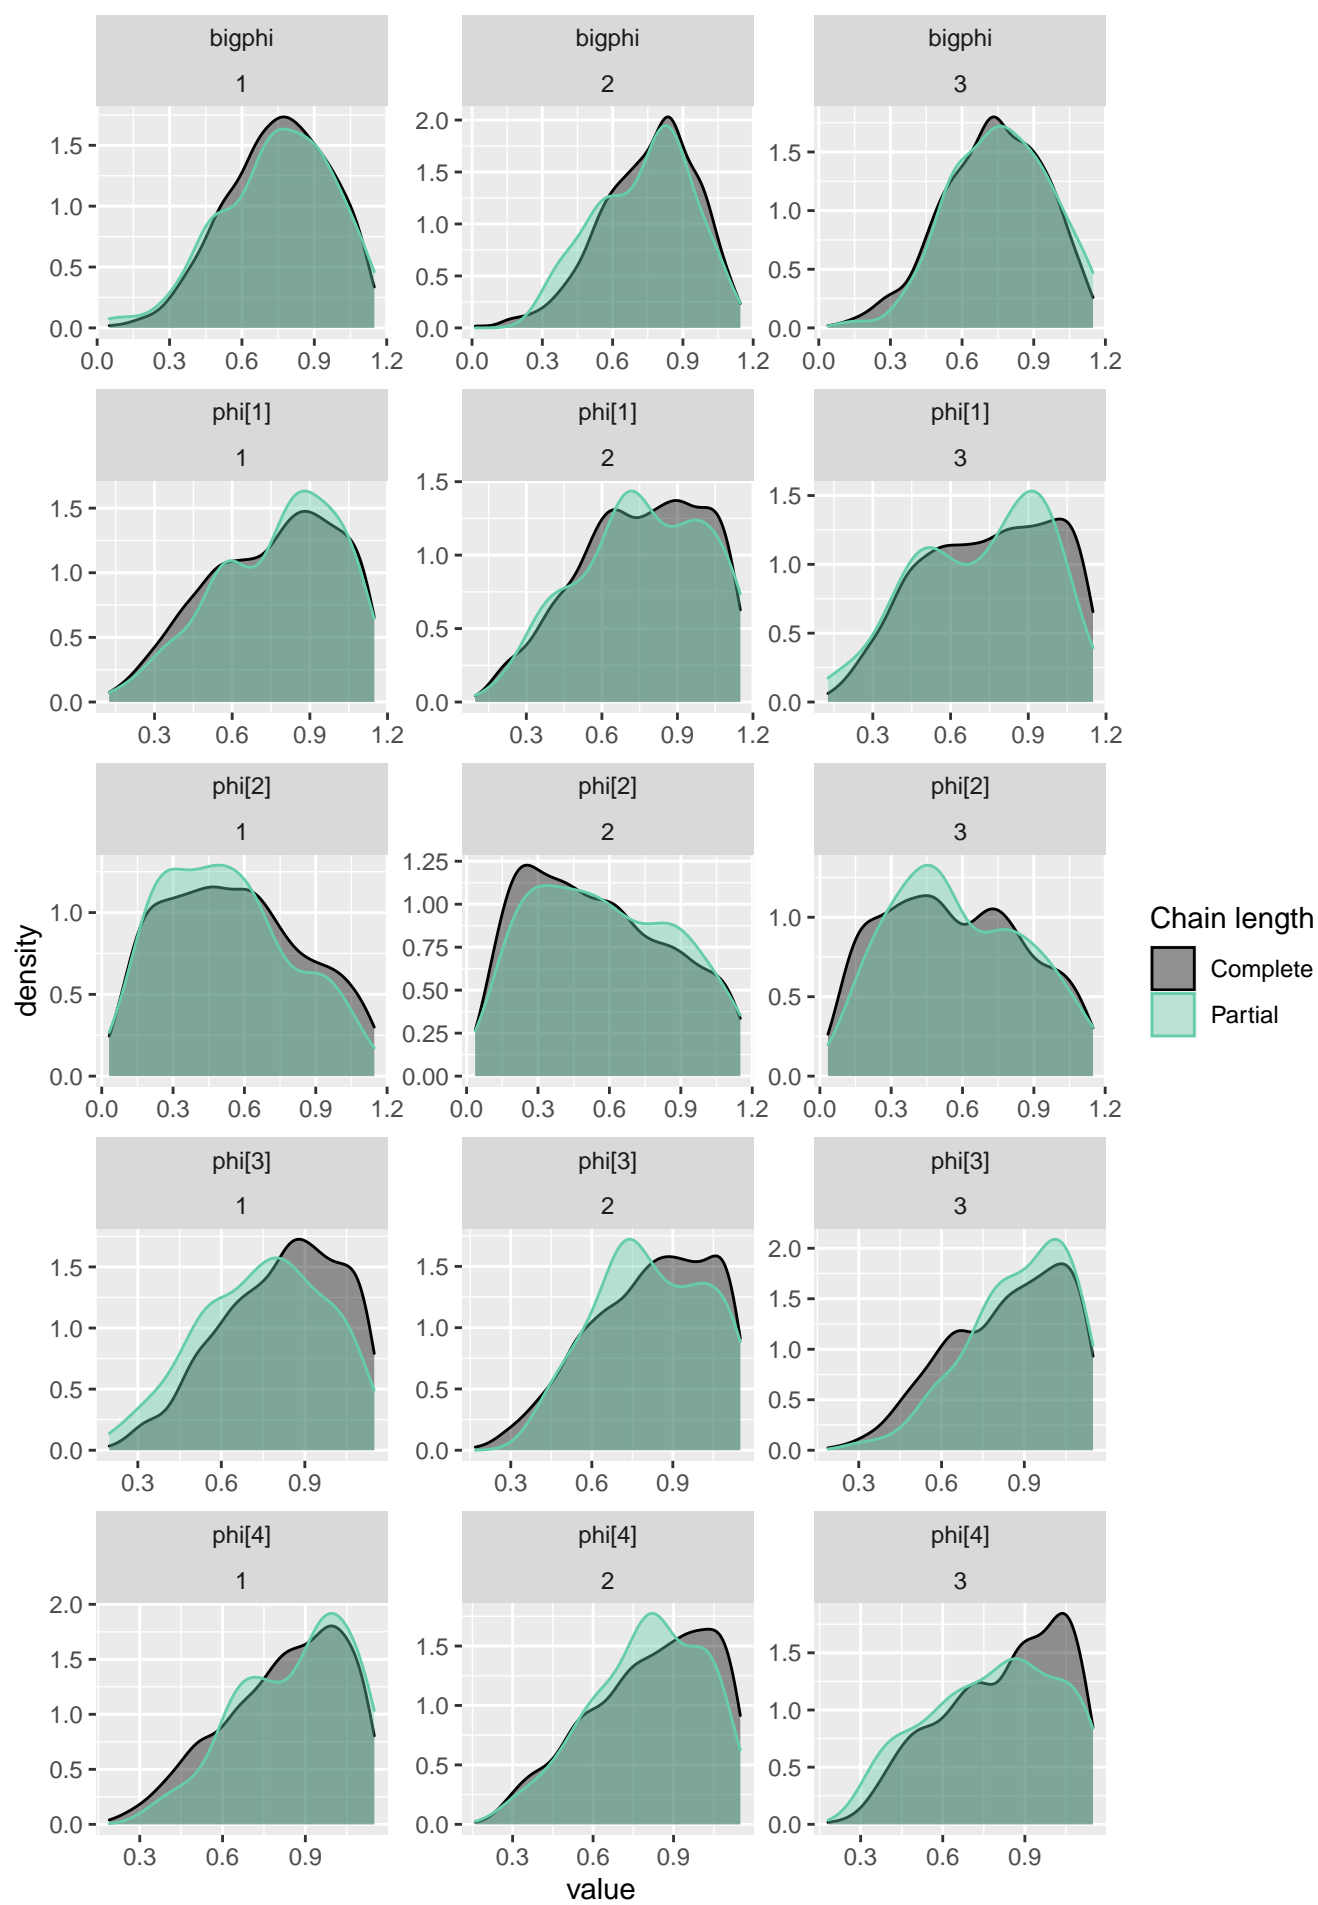 bigphi bigphi bigphi
1 2 3
1.5 1.0 0.5 0.0
2.0 1.5 1.0 0.5 0.0
1.5 1.0 0.5 0.0
0.0 0.3 0.6 0.9 1.2 0.0 0.3 0.6 0.9 1.2 0.0 0.3 0.6 0.9 1.2
phi[1] phi[1] phi[1]
1 2 3
1.5 1.0 0.5 0.0
1.5 1.0 0.5 0.0
1.5 1.0 0.5 0.0
0.3 0.6 0.9 1.2 0.3 0.6 0.9 1.2 0.3 0.6 0.9 1.2
phi[2] phi[2] phi[2]
1 2 3
density
1.0 0.5 0.0
1.25 1.00 0.75 0.50 0.25 0.00
1.0 0.5 0.0
0.0 0.3 0.6 0.9 1.2 0.0 0.3 0.6 0.9 1.2 0.0 0.3 0.6 0.9 1.2
Chain length
Complete
Partial
phi[3] phi[3] phi[3]
1 2 3
1.5 1.0 0.5 0.0
1.5 1.0 0.5 0.0
2.0 1.5 1.0 0.5 0.0
0.3 0.6 0.9 0.3 0.6 0.9 0.3 0.6 0.9
phi[4] phi[4] phi[4]
1 2 3
2.0 1.5 1.0 0.5 0.0
1.5 1.0 0.5 0.0
1.5 1.0 0.5 0.0
0.3 0.6 0.9 0.3 0.6 0.9 0.3 0.6 0.9
value